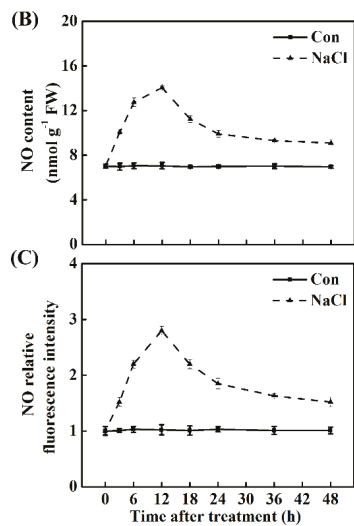 (B)
Con
NaCl
NO content
(nmol g⁻¹ FW)
20
16
12
8
4
0
(C)
Con
NaCl
NO relative
fluorescence intensity
4
3
2
1
0
0 6 12 18 24 30 36 42 48
Time after treatment (h)